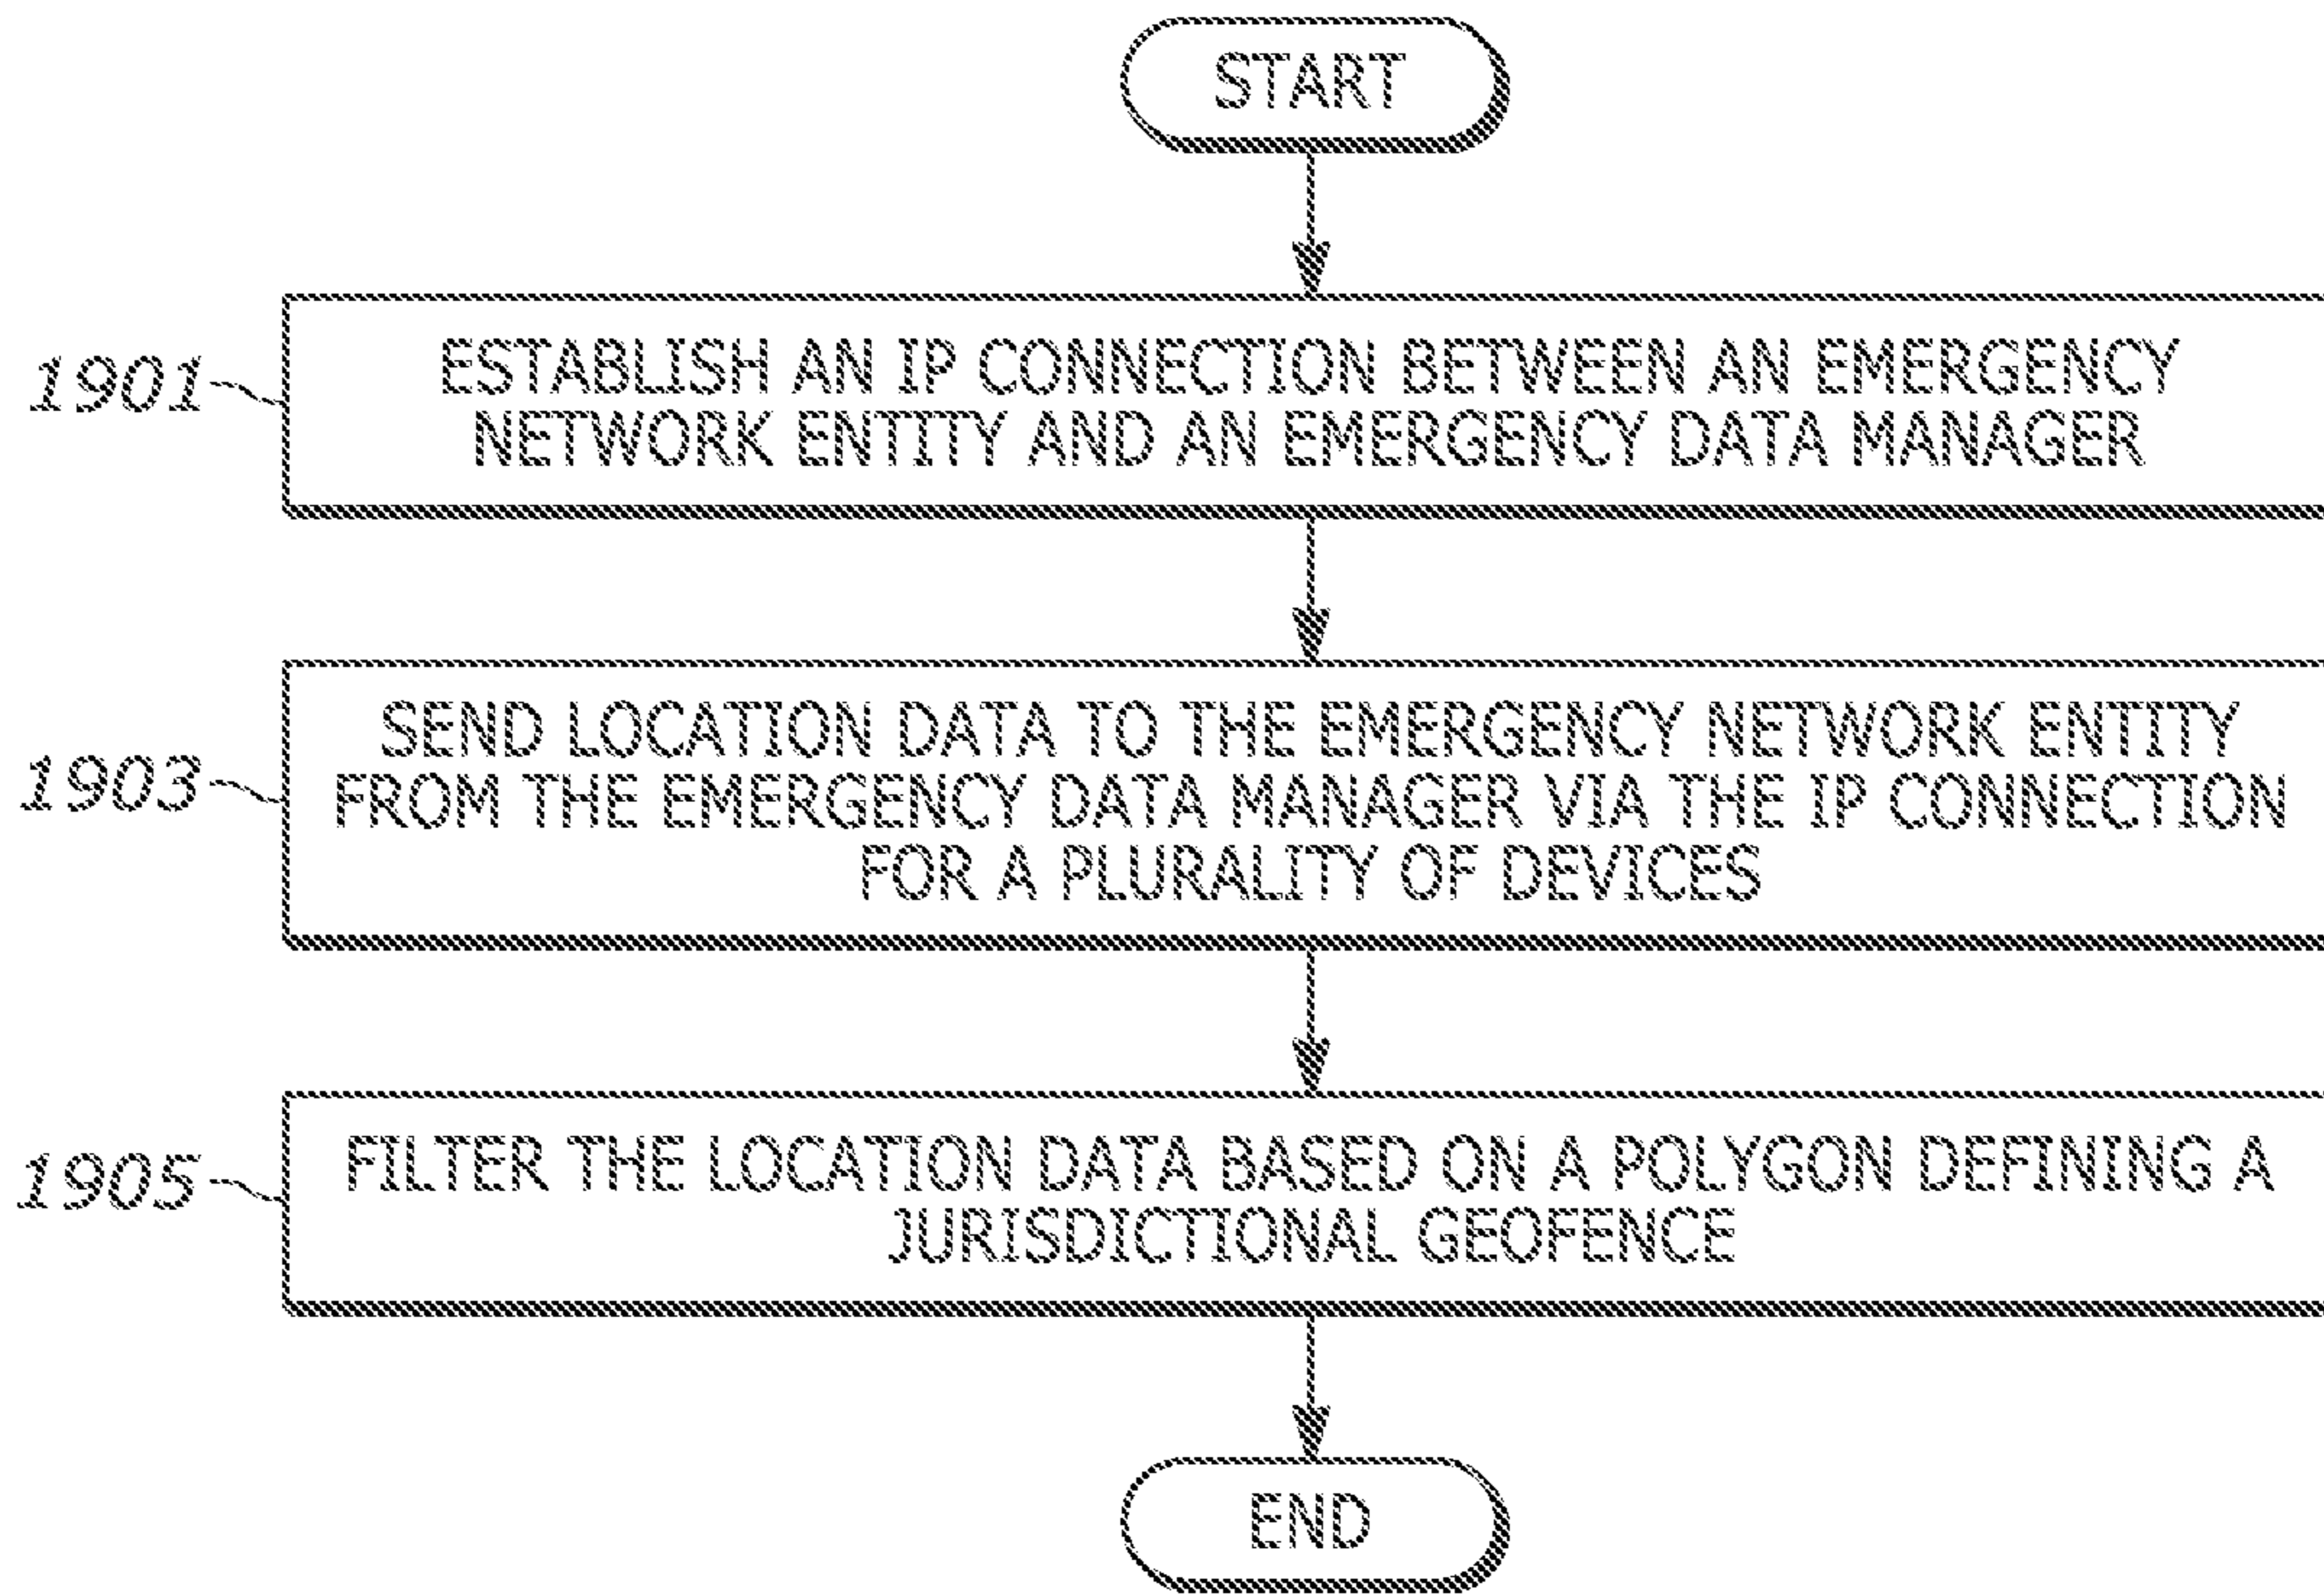 START
1901
ESTABLISH AN IP CONNECTION BETWEEN AN EMERGENCY
NETWORK ENTITY AND AN EMERGENCY DATA MANAGER
1903
SEND LOCATION DATA TO THE EMERGENCY NETWORK ENTITY
FROM THE EMERGENCY DATA MANAGER VIA THE IP CONNECTION
FOR A PLURALITY OF DEVICES
1905
FILTER THE LOCATION DATA BASED ON A POLYGON DEFINING A
JURISDICTIONAL GEOFENCE
END